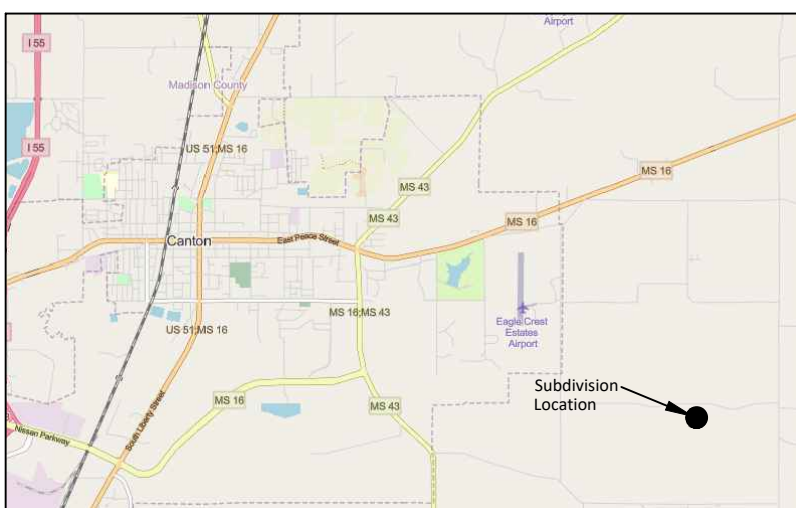 I 55
Airport
Madison County
I 55
US 51;MS 16
MS 16
MS 43
MS 43
MS 16
Canton
East Peace Street
MS 16;MS 43
Eagle Crest
Estates
Airport
US 51;MS 16
Subdivision
Location
MS 16
MS 43
South Liberty Street
Nissan Parkway